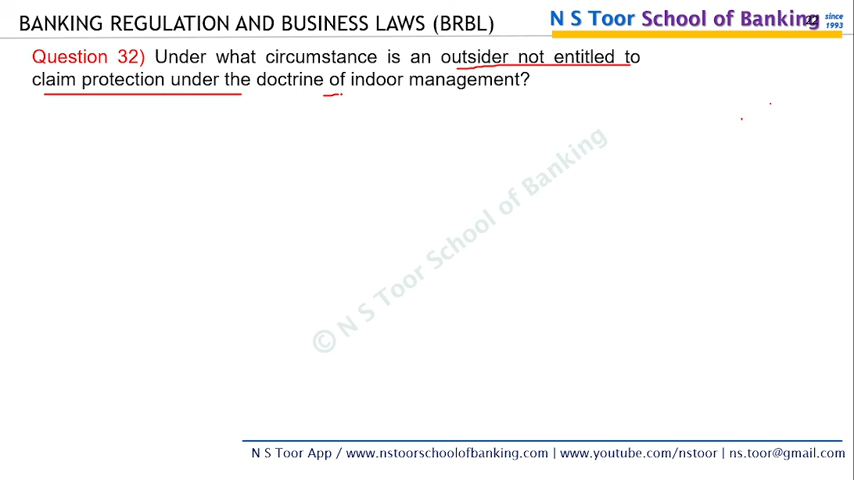 BANKING REGULATION AND BUSINESS LAWS (BRBL)
N S Toor School of Banking since 1993
Question 32) Under what circumstance is an outsider not entitled to
claim protection under the doctrine of indoor management?
© N S Toor School of Banking
N S Toor App / www.nstoorschoolofbanking.com | www.youtube.com/nstoor | ns.toor@gmail.com